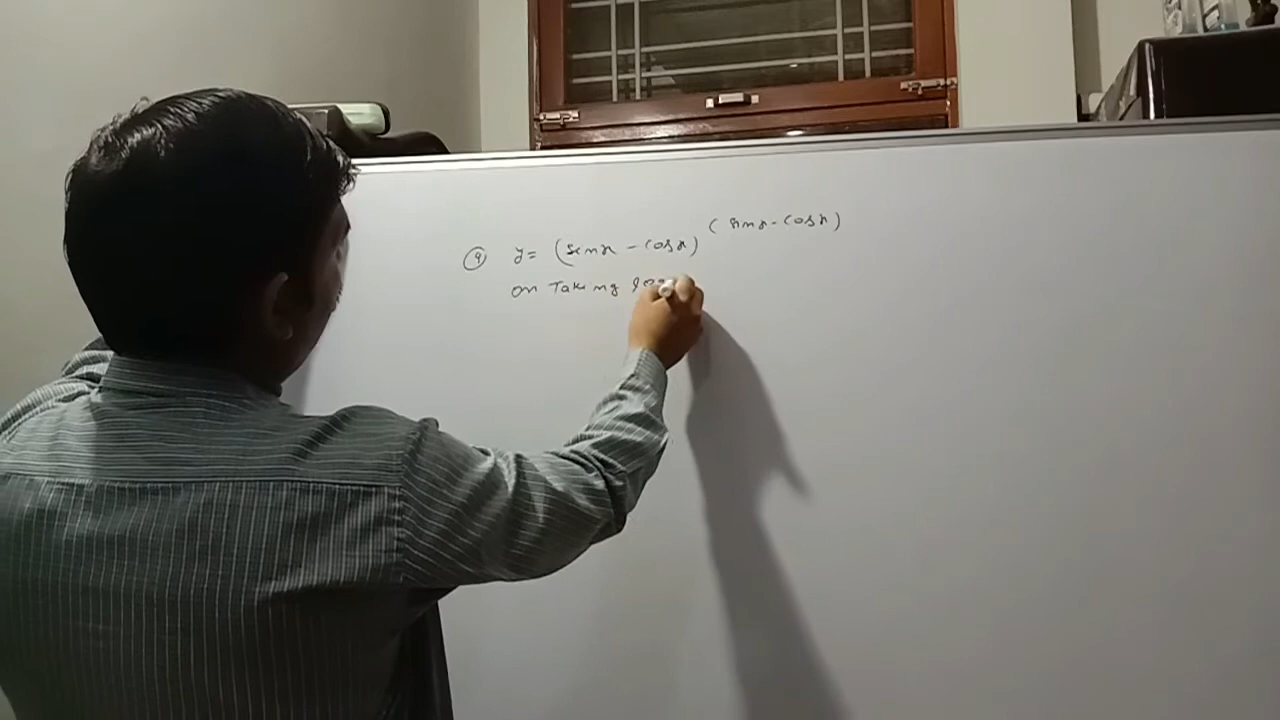 9 y = (sinx - cosx)^(sinx - cosx)
on Taking log